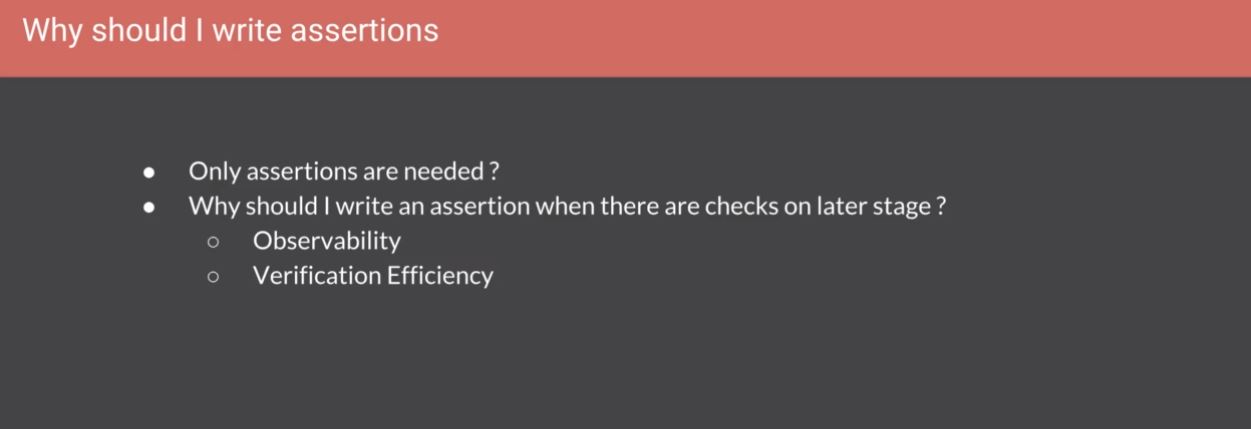 Why should I write assertions
● Only assertions are needed ?
● Why should I write an assertion when there are checks on later stage ?
○ Observability
○ Verification Efficiency